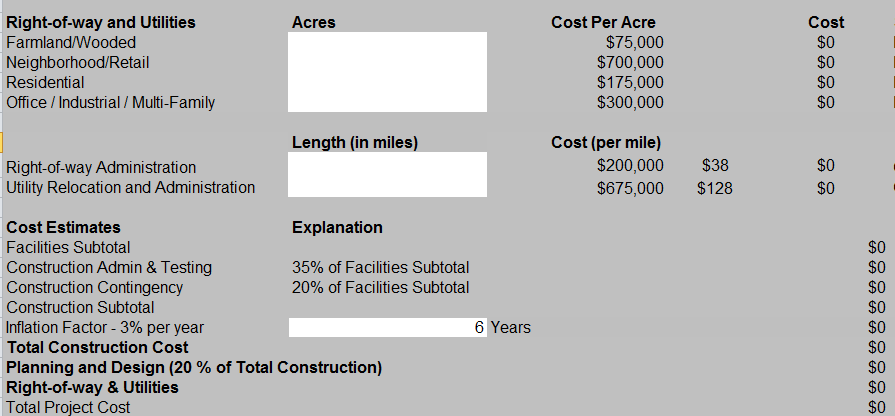 Right-of-way and Utilities Acres Cost Per Acre Cost
Farmland/Wooded $75,000 $0
Neighborhood/Retail $700,000 $0
Residential $175,000 $0
Office / Industrial / Multi-Family $300,000 $0
Length (in miles) Cost (per mile)
Right-of-way Administration $200,000 $38 $0
Utility Relocation and Administration $675,000 $128 $0
Cost Estimates Explanation
Facilities Subtotal $0
Construction Admin & Testing 35% of Facilities Subtotal $0
Construction Contingency 20% of Facilities Subtotal $0
Construction Subtotal $0
Inflation Factor - 3% per year 6 Years $0
Total Construction Cost $0
Planning and Design (20 % of Total Construction) $0
Right-of-way & Utilities $0
Total Project Cost $0